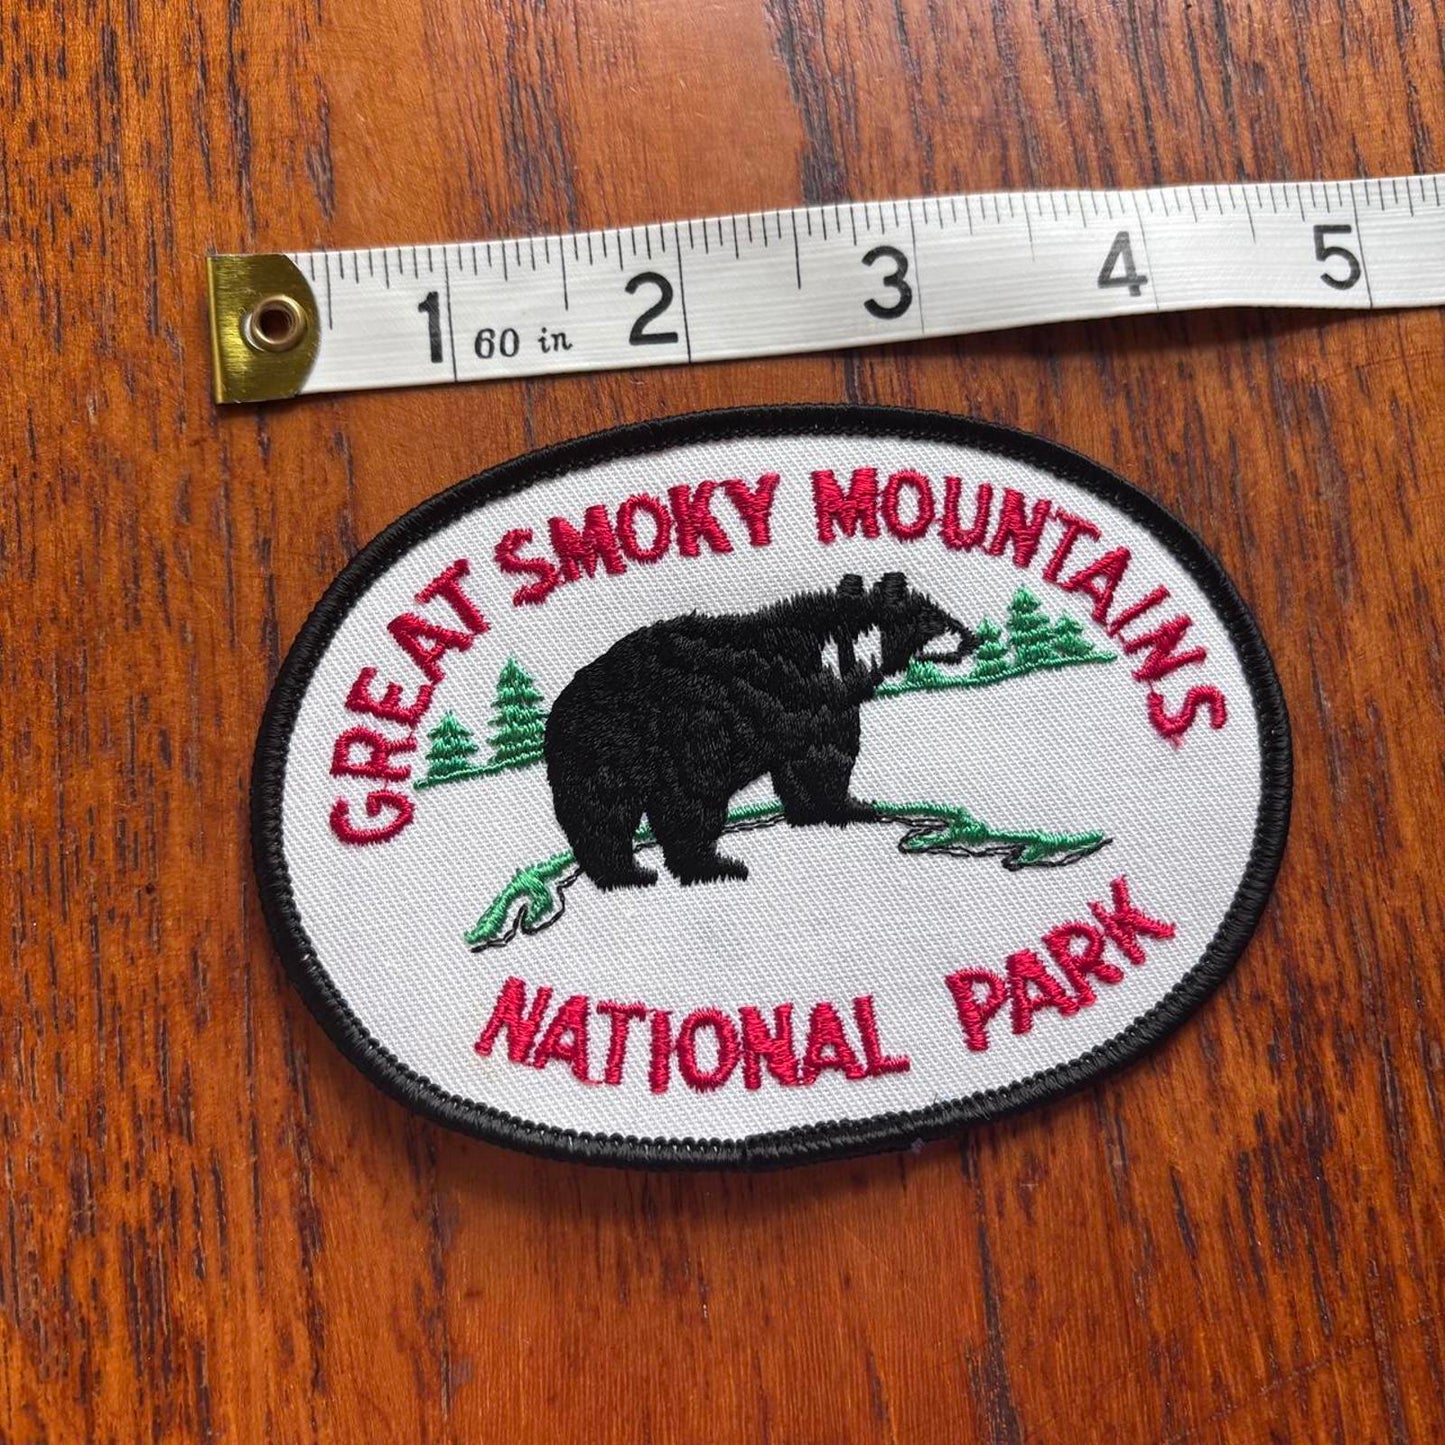 1 60 in 2 3 4 5
GREAT SMOKY MOUNTAINS
NATIONAL PARK